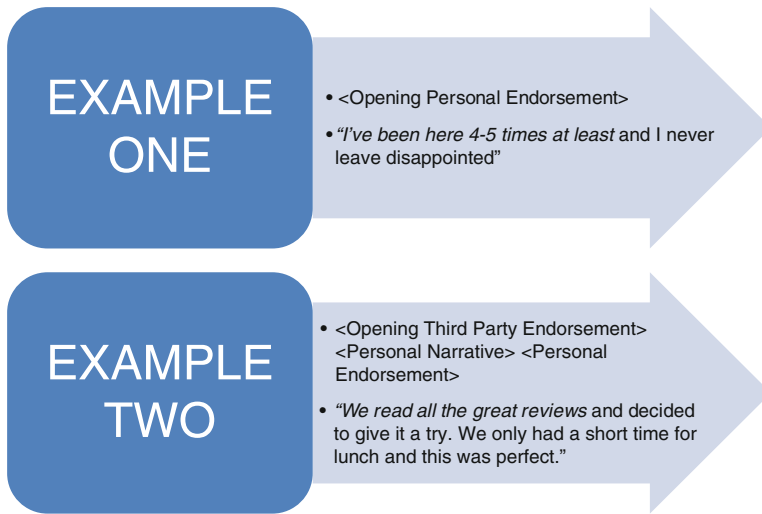 EXAMPLE
ONE
• <Opening Personal Endorsement>
• “I’ve been here 4-5 times at least and I never
leave disappointed”
EXAMPLE
TWO
• <Opening Third Party Endorsement>
<Personal Narrative> <Personal
Endorsement>
• “We read all the great reviews and decided
to give it a try. We only had a short time for
lunch and this was perfect.”